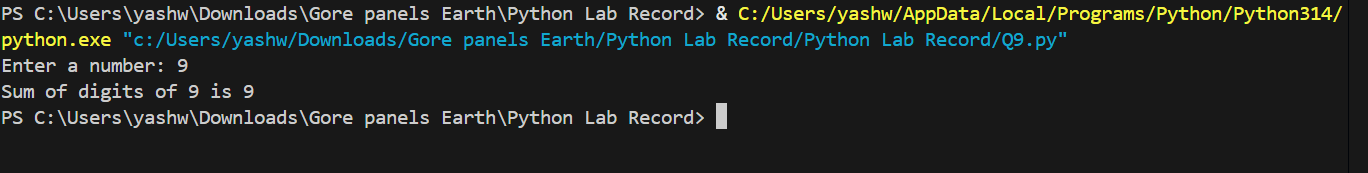 PS C:\Users\yashw\Downloads\Gore panels Earth\Python Lab Record> & C:/Users/yashw/AppData/Local/Programs/Python/Python314/
python.exe "c:/Users/yashw/Downloads/Gore panels Earth/Python Lab Record/Python Lab Record/Q9.py"
Enter a number: 9
Sum of digits of 9 is 9
PS C:\Users\yashw\Downloads\Gore panels Earth\Python Lab Record>